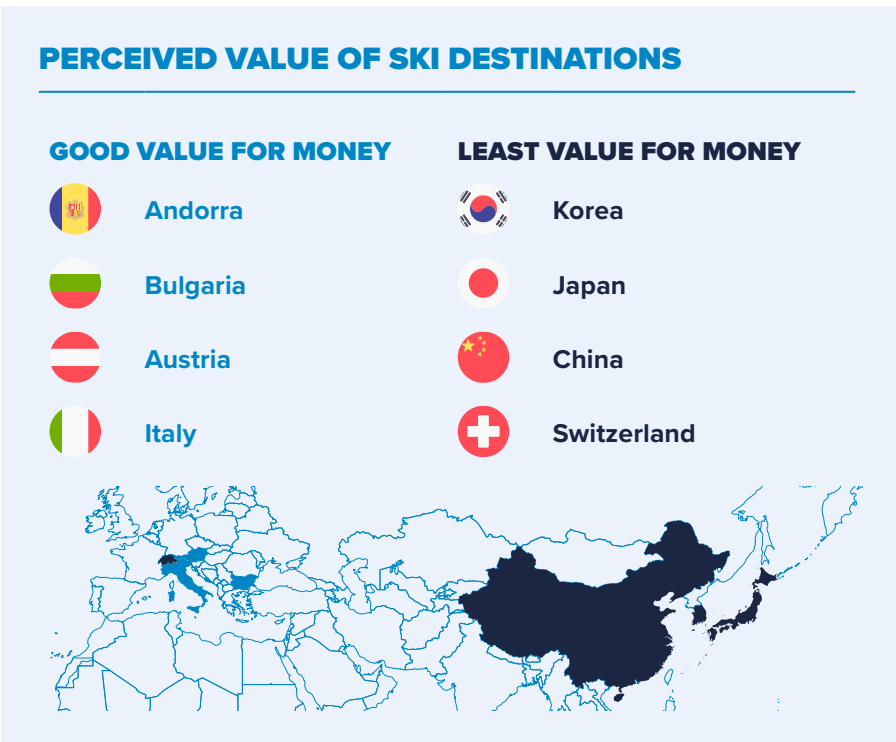 PERCEIVED VALUE OF SKI DESTINATIONS
GOOD VALUE FOR MONEY
Andorra
Bulgaria
Austria
Italy
LEAST VALUE FOR MONEY
Korea
Japan
China
Switzerland